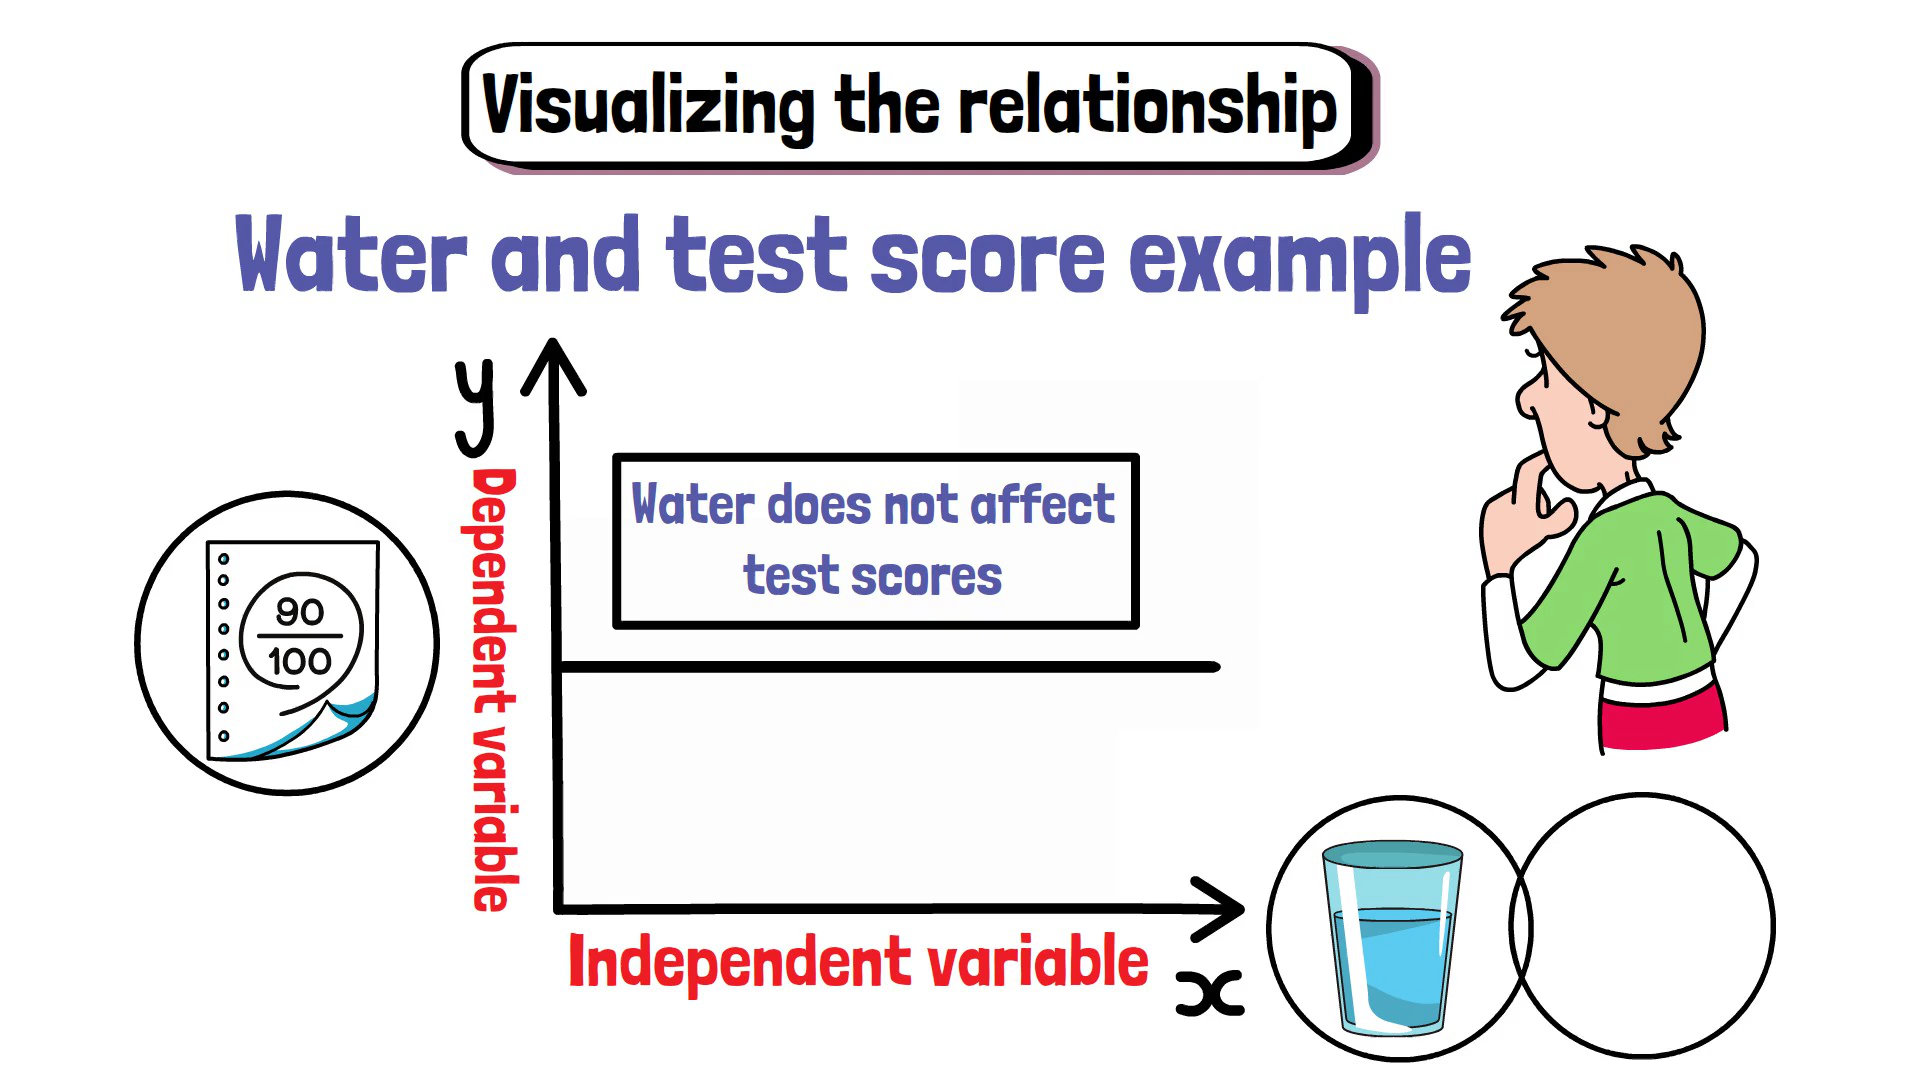 Visualizing the relationship
Water and test score example
y
Dependent variable
Water does not affect
test scores
90
100
Independent variable
x